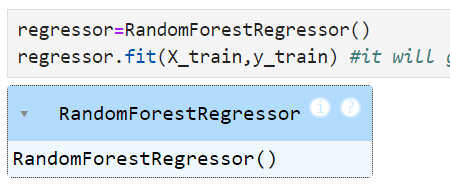 regressor=RandomForestRegressor()
regressor.fit(X_train,y_train) #it will
RandomForestRegressor i ?
RandomForestRegressor()